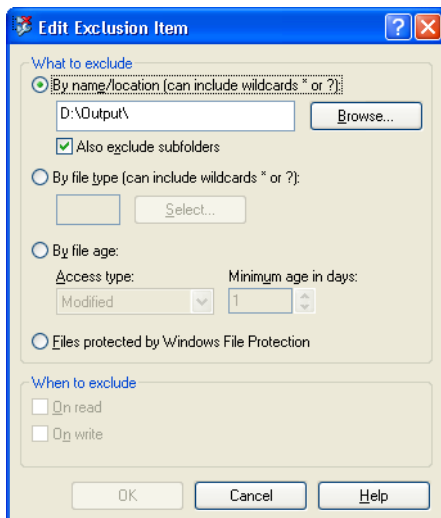 Edit Exclusion Item
What to exclude
By name/location (can include wildcards * or ?):
D:\Output\
Browse...
Also exclude subfolders
By file type (can include wildcards * or ?):
Select...
By file age:
Access type:
Minimum age in days:
Modified
1
Files protected by Windows File Protection
When to exclude
On read
On write
OK
Cancel
Help